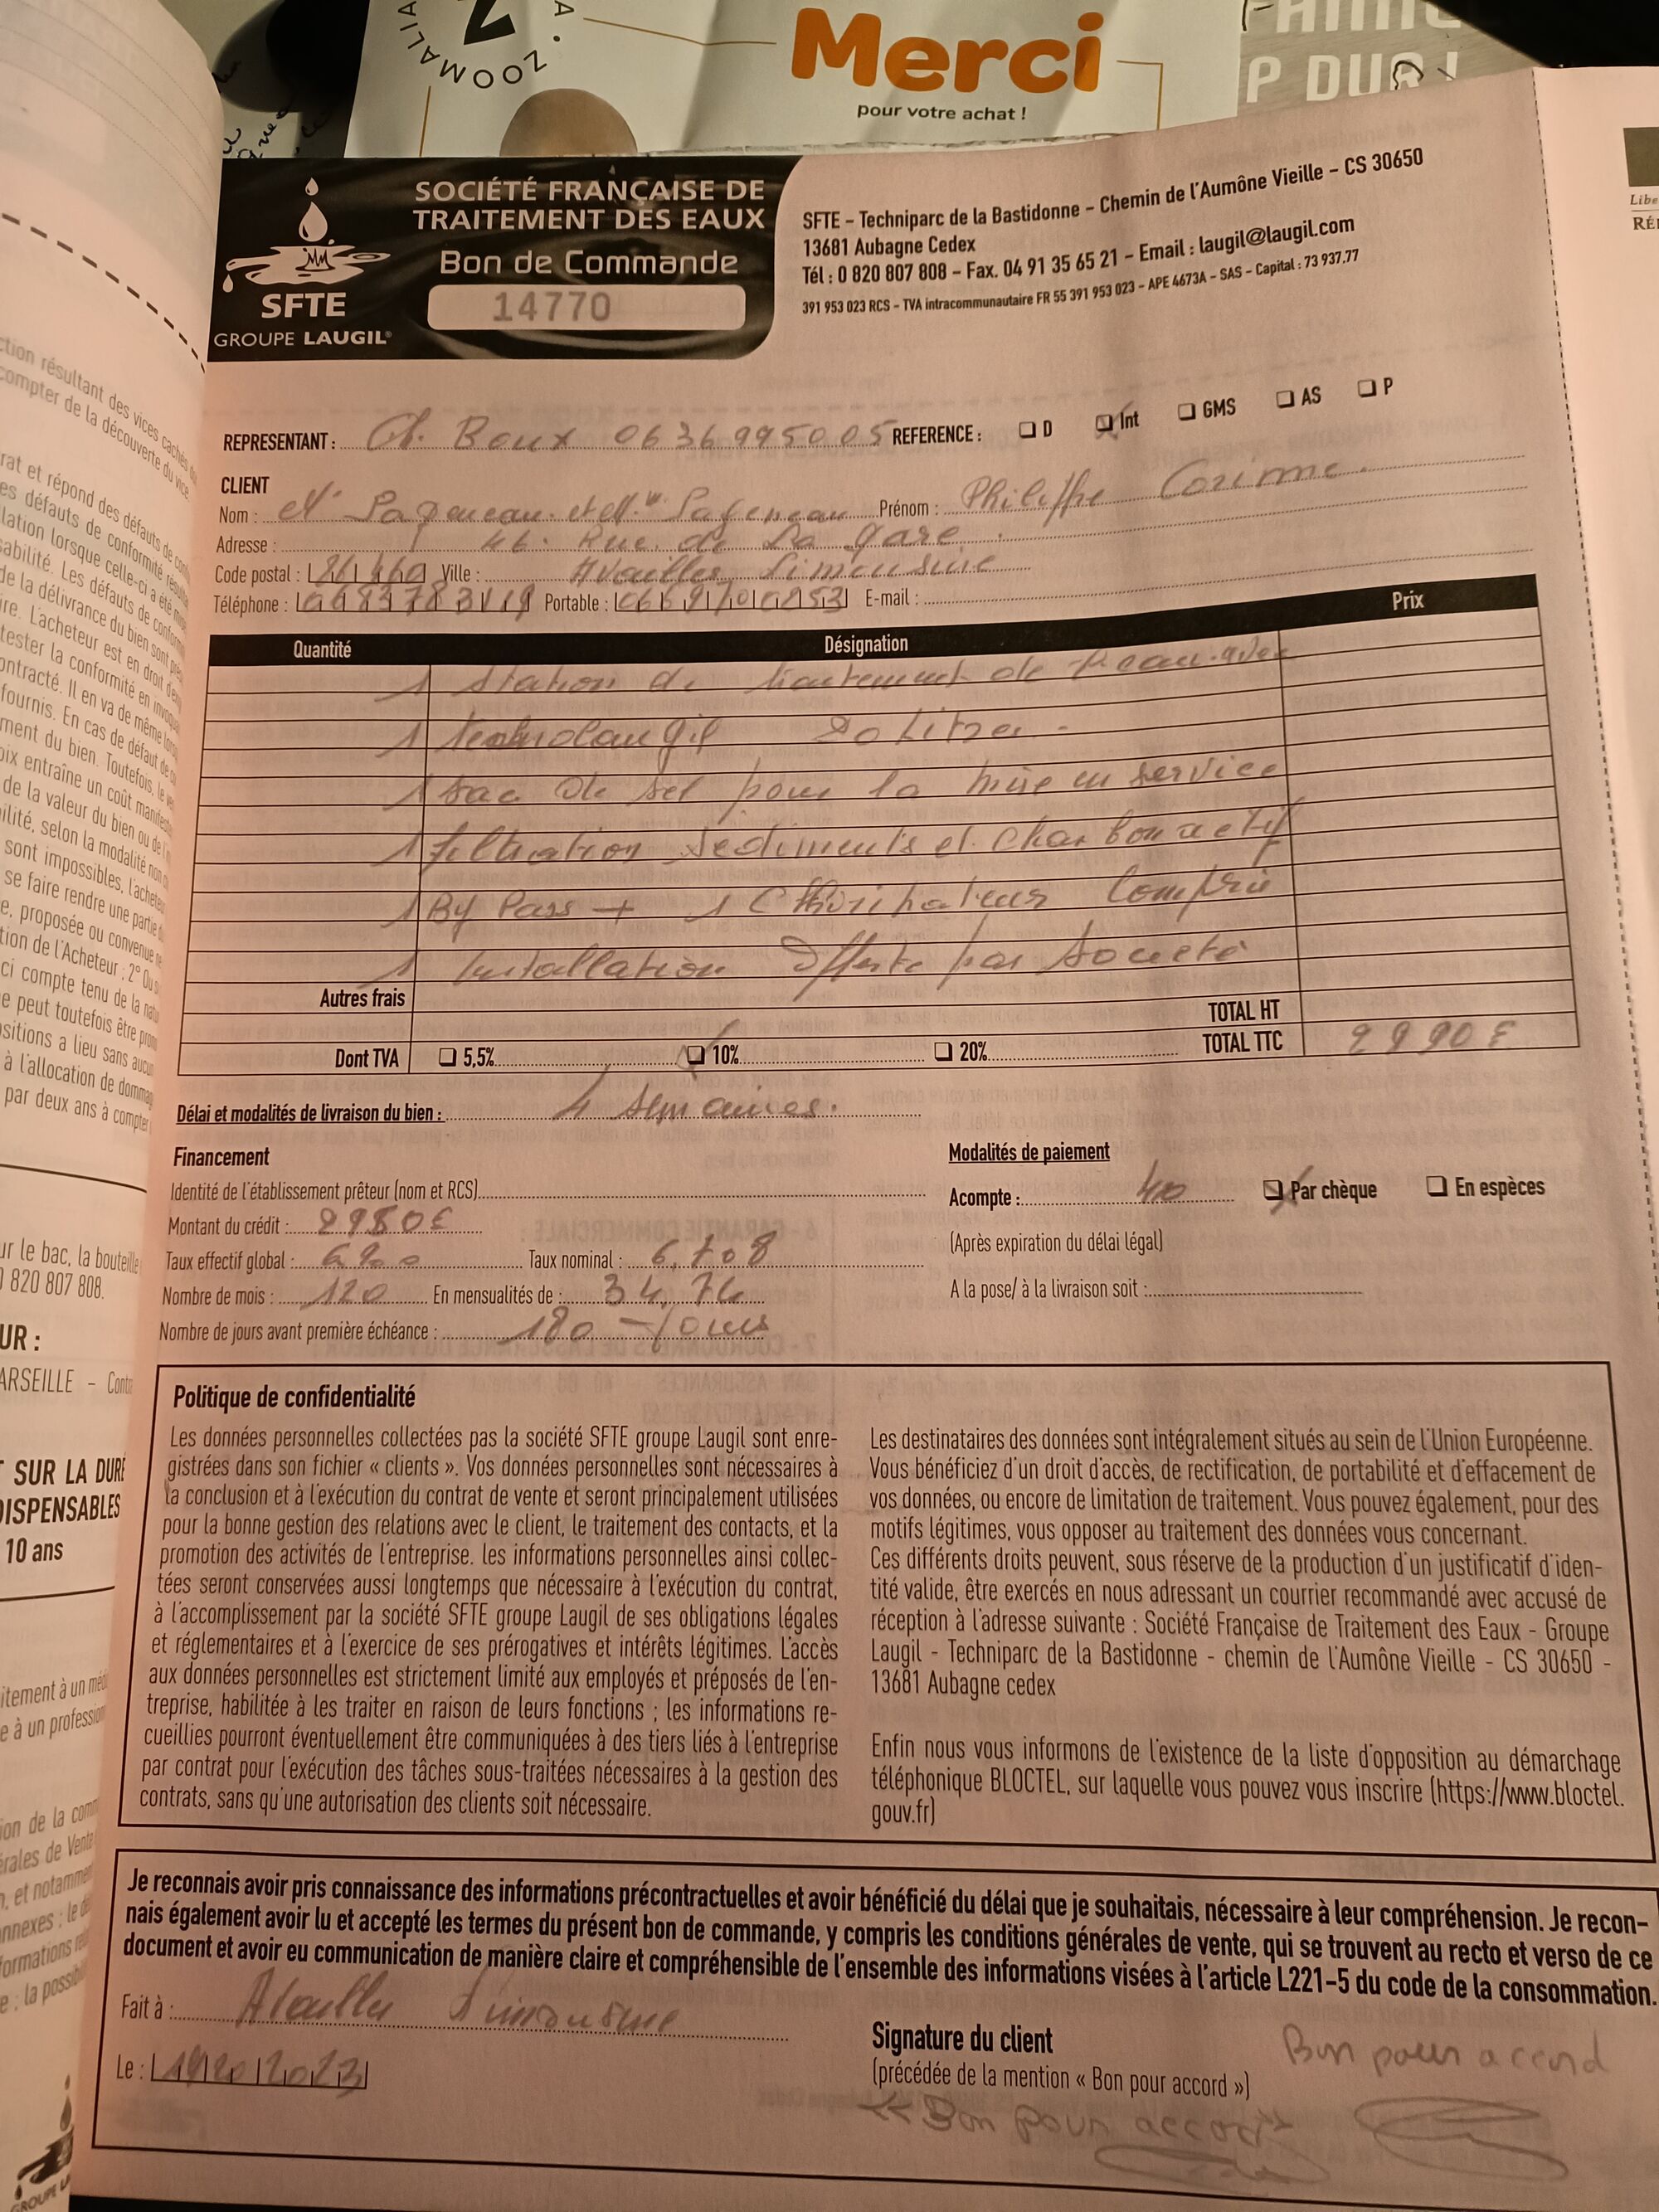 ZOOMALIA
Merci
pour votre achat !
P DUR !
SOCIÉTÉ FRANÇAISE DE
TRAITEMENT DES EAUX
Bon de Commande
14770
SFTE
GROUPE LAUGIL®
SFTE – Techniparc de la Bastidonne – Chemin de l'Aumône Vieille – CS 30650
13681 Aubagne Cedex
Tél : 0 820 807 808 – Fax. 04 91 35 65 21 – Email : laugil@laugil.com
391 953 023 RCS – TVA intracommunautaire FR 55 391 953 023 – APE 4673A – SAS – Capital : 73 937.77
REPRESENTANT : Ch. Boux 0636995005 REFERENCE : D Int GMS AS P
CLIENT
Nom : Prénom : Philippe Corinne
Adresse : 46 Rue de La gare
Code postal : 86460 Ville : Availles Limousine
Téléphone : Portable : E-mail :
Quantité Désignation Prix
1 Station de traitement de l'eau avec
1 technolaugil 20 Litres
1 sac de sel pour la mise en service
1 filtration sediments et charbon actif
1 By Pass + 1 Compris
1 Installation offerte par Societé
Autres frais
TOTAL HT
Dont TVA 5,5% 10% 20% TOTAL TTC 2990 €
Délai et modalités de livraison du bien : 4 semaines.
Financement
Identité de l'établissement prêteur (nom et RCS)
Montant du crédit : 2950€
Taux effectif global : Taux nominal :
Nombre de mois : 120 En mensualités de : 34,74
Nombre de jours avant première échéance : 180 Jours
Modalités de paiement
Acompte : 40 Par chèque En espèces
(Après expiration du délai légal)
A la pose/ à la livraison soit :
Politique de confidentialité
Les données personnelles collectées pas la société SFTE groupe Laugil sont enre-
gistrées dans son fichier « clients ». Vos données personnelles sont nécessaires à
la conclusion et à l'exécution du contrat de vente et seront principalement utilisées
pour la bonne gestion des relations avec le client, le traitement des contacts, et la
promotion des activités de l'entreprise. les informations personnelles ainsi collec-
tées seront conservées aussi longtemps que nécessaire à l'exécution du contrat,
à l'accomplissement par la société SFTE groupe Laugil de ses obligations légales
et réglementaires et à l'exercice de ses prérogatives et intérêts légitimes. L'accès
aux données personnelles est strictement limité aux employés et préposés de l'en-
treprise, habilitée à les traiter en raison de leurs fonctions ; les informations re-
cueillies pourront éventuellement être communiquées à des tiers liés à l'entreprise
par contrat pour l'exécution des tâches sous-traitées nécessaires à la gestion des
contrats, sans qu'une autorisation des clients soit nécessaire.
Les destinataires des données sont intégralement situés au sein de l'Union Européenne.
Vous bénéficiez d'un droit d'accès, de rectification, de portabilité et d'effacement de
vos données, ou encore de limitation de traitement. Vous pouvez également, pour des
motifs légitimes, vous opposer au traitement des données vous concernant.
Ces différents droits peuvent, sous réserve de la production d'un justificatif d'iden-
tité valide, être exercés en nous adressant un courrier recommandé avec accusé de
réception à l'adresse suivante : Société Française de Traitement des Eaux - Groupe
Laugil - Techniparc de la Bastidonne - chemin de l'Aumône Vieille - CS 30650 -
13681 Aubagne cedex
Enfin nous vous informons de l'existence de la liste d'opposition au démarchage
téléphonique BLOCTEL, sur laquelle vous pouvez vous inscrire (https://www.bloctel.
gouv.fr)
Je reconnais avoir pris connaissance des informations précontractuelles et avoir bénéficié du délai que je souhaitais, nécessaire à leur compréhension. Je recon-
nais également avoir lu et accepté les termes du présent bon de commande, y compris les conditions générales de vente, qui se trouvent au recto et verso de ce
document et avoir eu communication de manière claire et compréhensible de l'ensemble des informations visées à l'article L221-5 du code de la consommation.
Fait à : Limousine
Le : 2023
Signature du client
(précédée de la mention « Bon pour accord »)
Bon pour accord
« Bon pour accord »